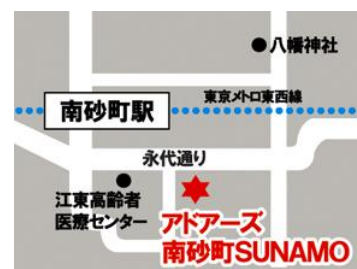 八幡神社
東京メトロ東西線
南砂町駅
永代通り
江東高齢者
医療センター
アドアーズ
南砂町SUNAMO